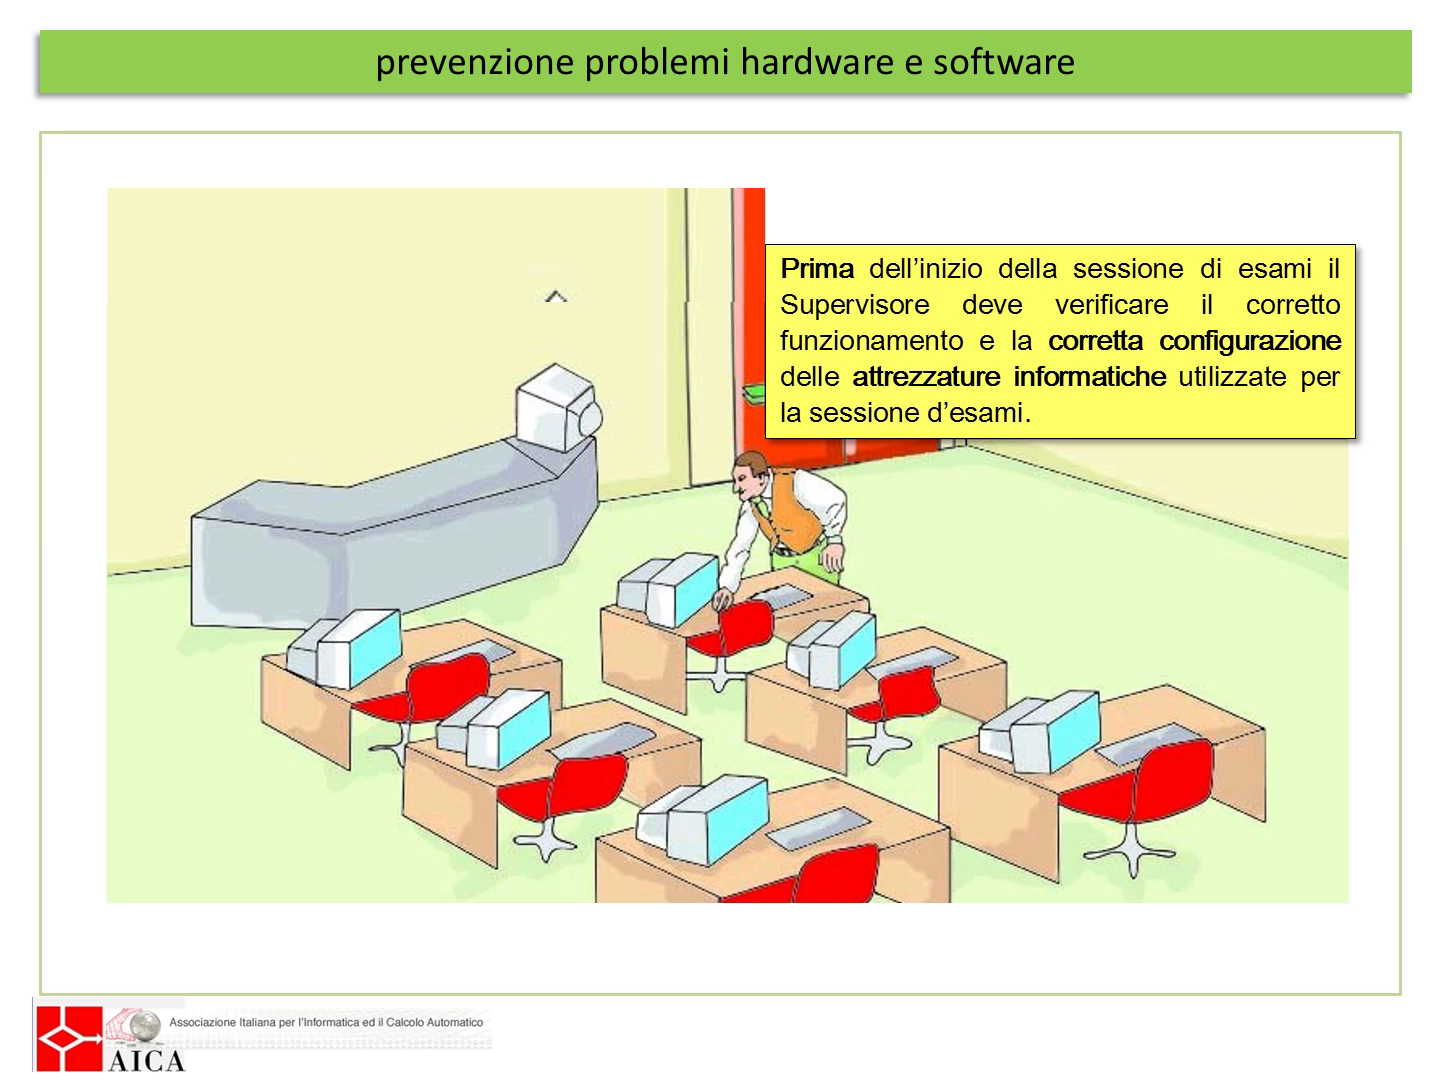 prevenzione problemi hardware e software
Prima dell’inizio della sessione di esami il
Supervisore deve verificare il corretto
funzionamento e la corretta configurazione
delle attrezzature informatiche utilizzate per
la sessione d’esami.
Associazione Italiana per l'Informatica ed il Calcolo Automatico
AICA